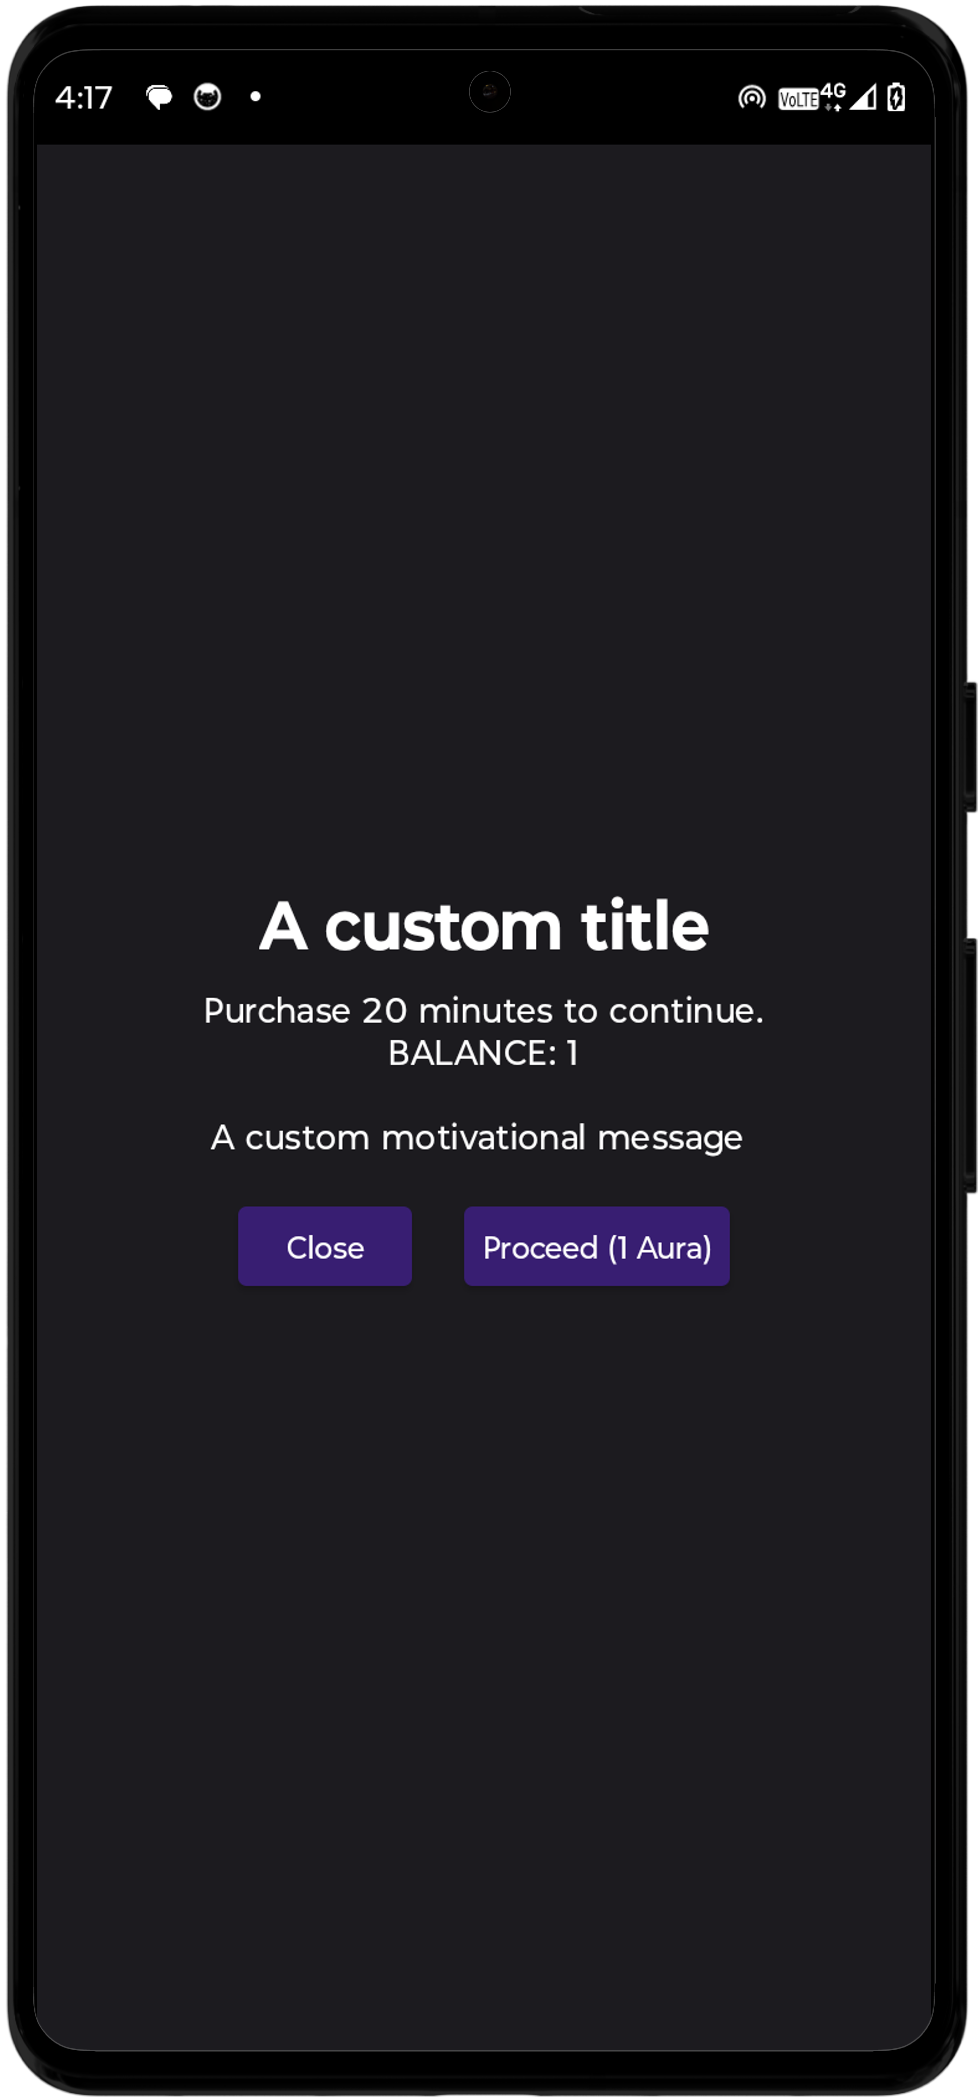 4:17
VoLTE 4G
A custom title
Purchase 20 minutes to continue.
BALANCE: 1
A custom motivational message
Close
Proceed (1 Aura)